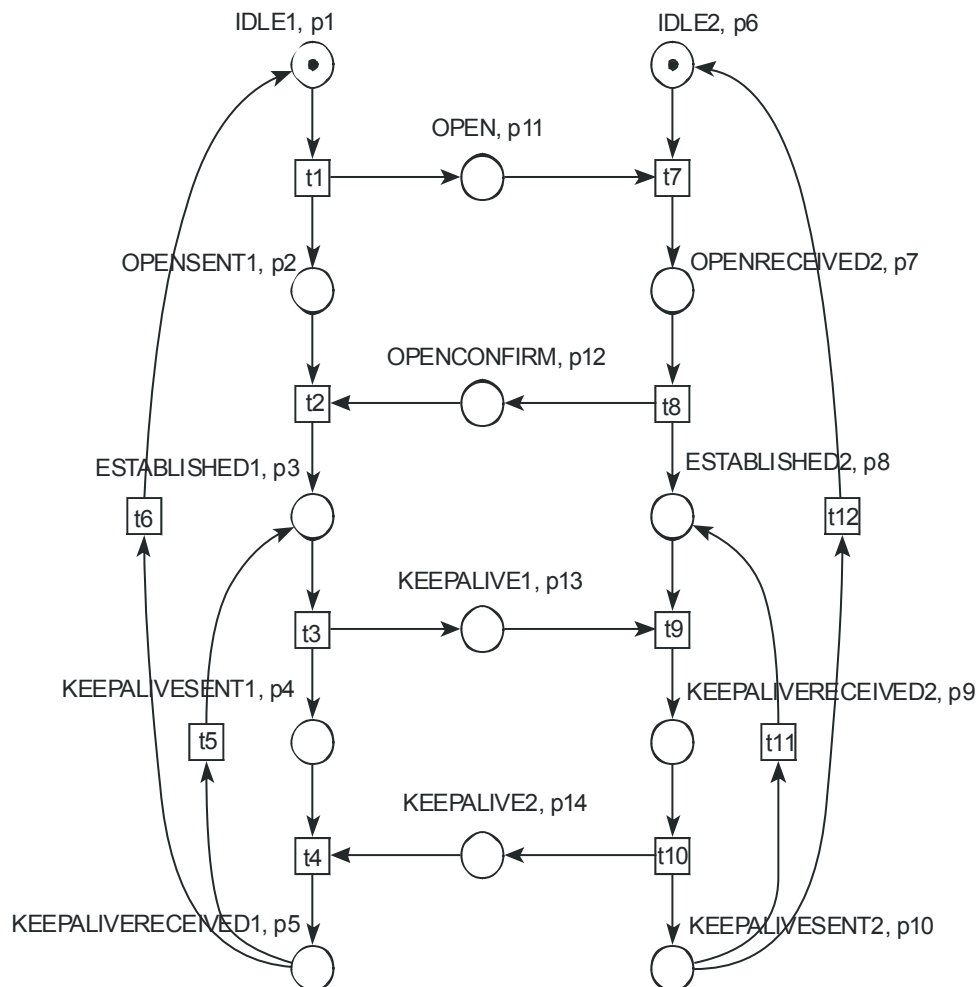 IDLE1, p1
IDLE2, p6
OPEN, p11
t1
t7
OPENSENT1, p2
OPENRECEIVED2, p7
OPENCONFIRM, p12
t2
t8
ESTABLISHED1, p3
ESTABLISHED2, p8
t6
t12
KEEPALIVE1, p13
t3
t9
KEEPALIVESENT1, p4
KEEPALIVERECEIVED2, p9
t5
t11
KEEPALIVE2, p14
t4
t10
KEEPALIVERECEIVED1, p5
KEEPALIVESENT2, p10